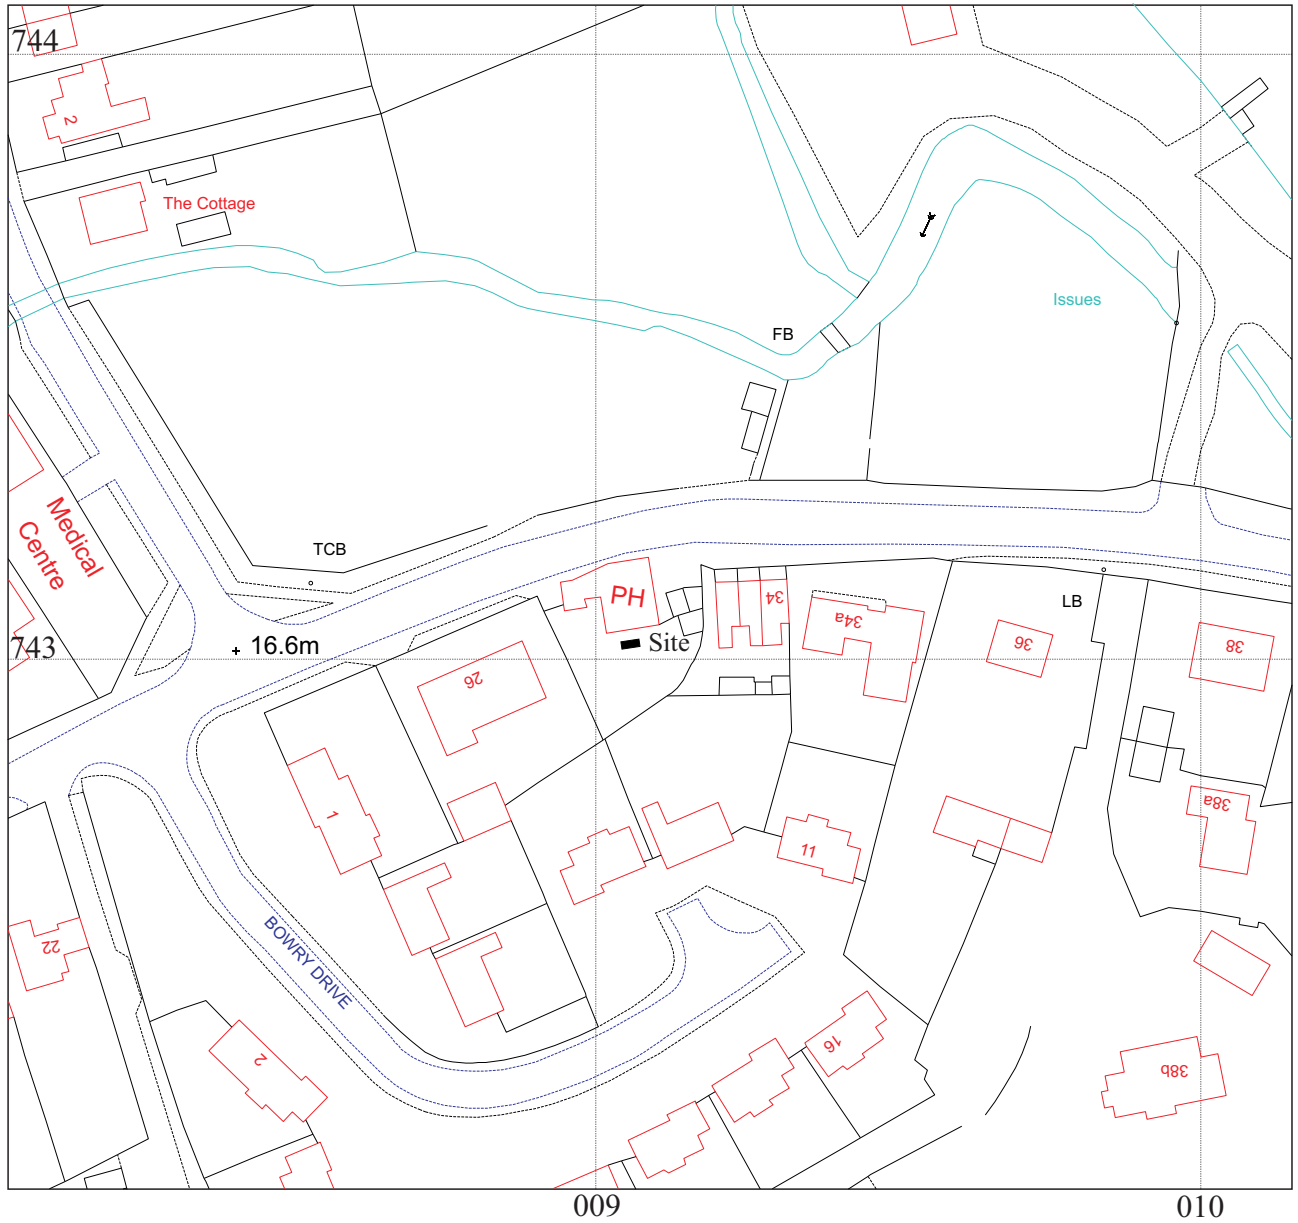 744
2
The Cottage
Issues
FB
Medical
Centre
TCB
PH
34
34a
36
LB
38
743
16.6m
Site
26
1
11
38a
22
BOWRY DRIVE
2
16
38b
009
010